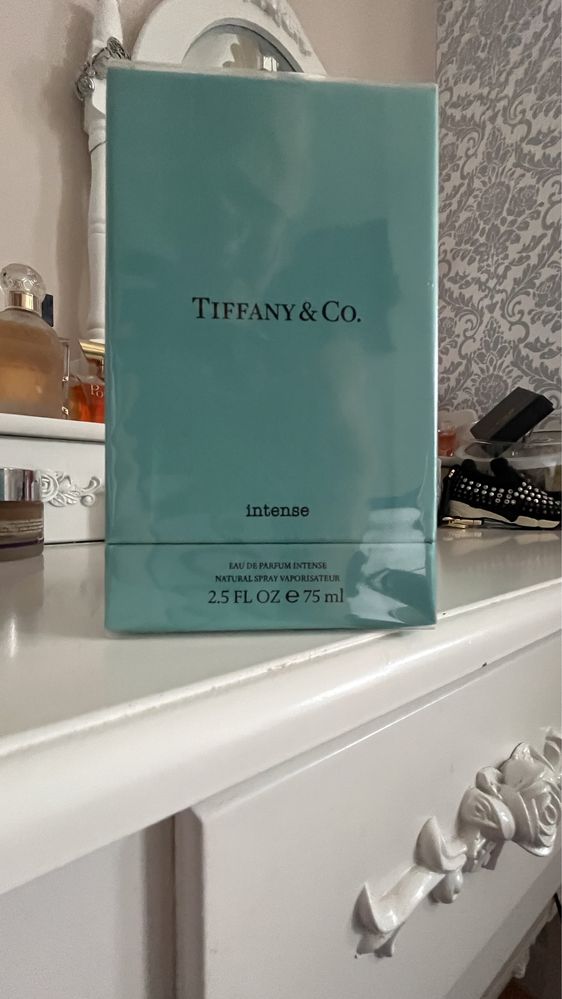 TIFFANY & CO.
intense
EAU DE PARFUM INTENSE
NATURAL SPRAY VAPORISATEUR
2.5 FL OZ e 75 ml